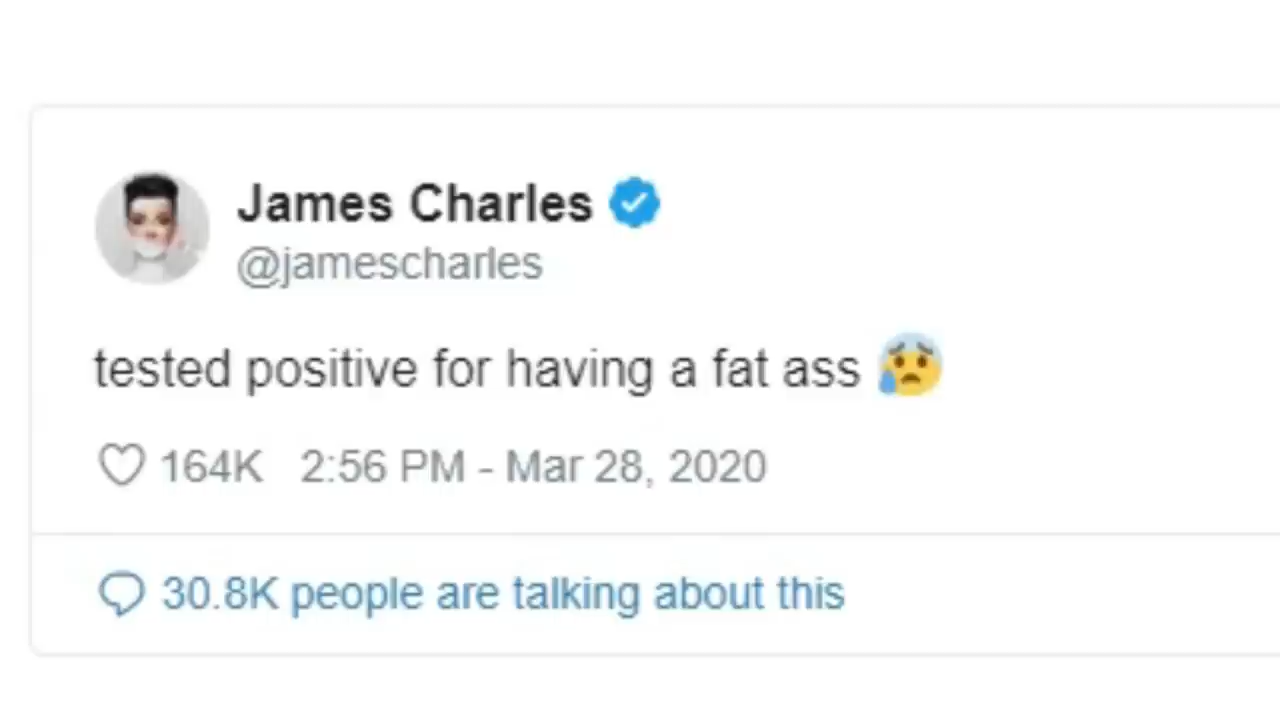 James Charles
@jamescharles
tested positive for having a fat ass 😰
164K 2:56 PM - Mar 28, 2020
30.8K people are talking about this